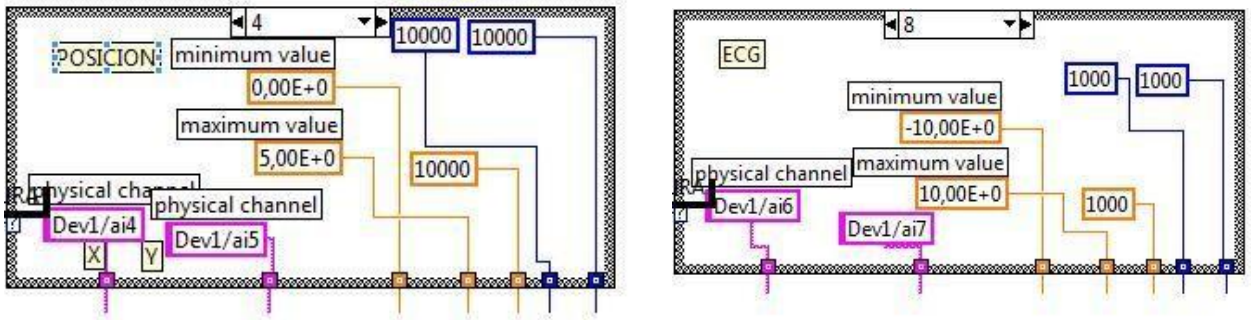 4
10000
10000
POSICION
minimum value
0,00E+0
maximum value
5,00E+0
10000
physical channel
physical channel
Dev1/ai4
Dev1/ai5
X
Y
?
8
ECG
1000
1000
minimum value
-10,00E+0
physical channel
maximum value
10,00E+0
Dev1/ai6
1000
Dev1/ai7
?